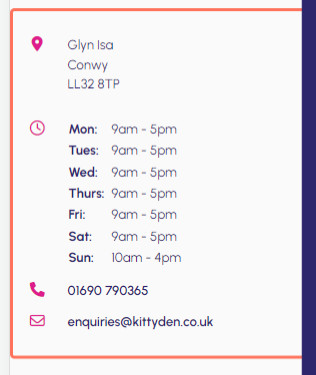 Glyn Isa
Conwy
LL32 8TP
Mon: 9am - 5pm
Tues: 9am - 5pm
Wed: 9am - 5pm
Thurs: 9am - 5pm
Fri: 9am - 5pm
Sat: 9am - 5pm
Sun: 10am - 4pm
01690 790365
enquiries@kittyden.co.uk